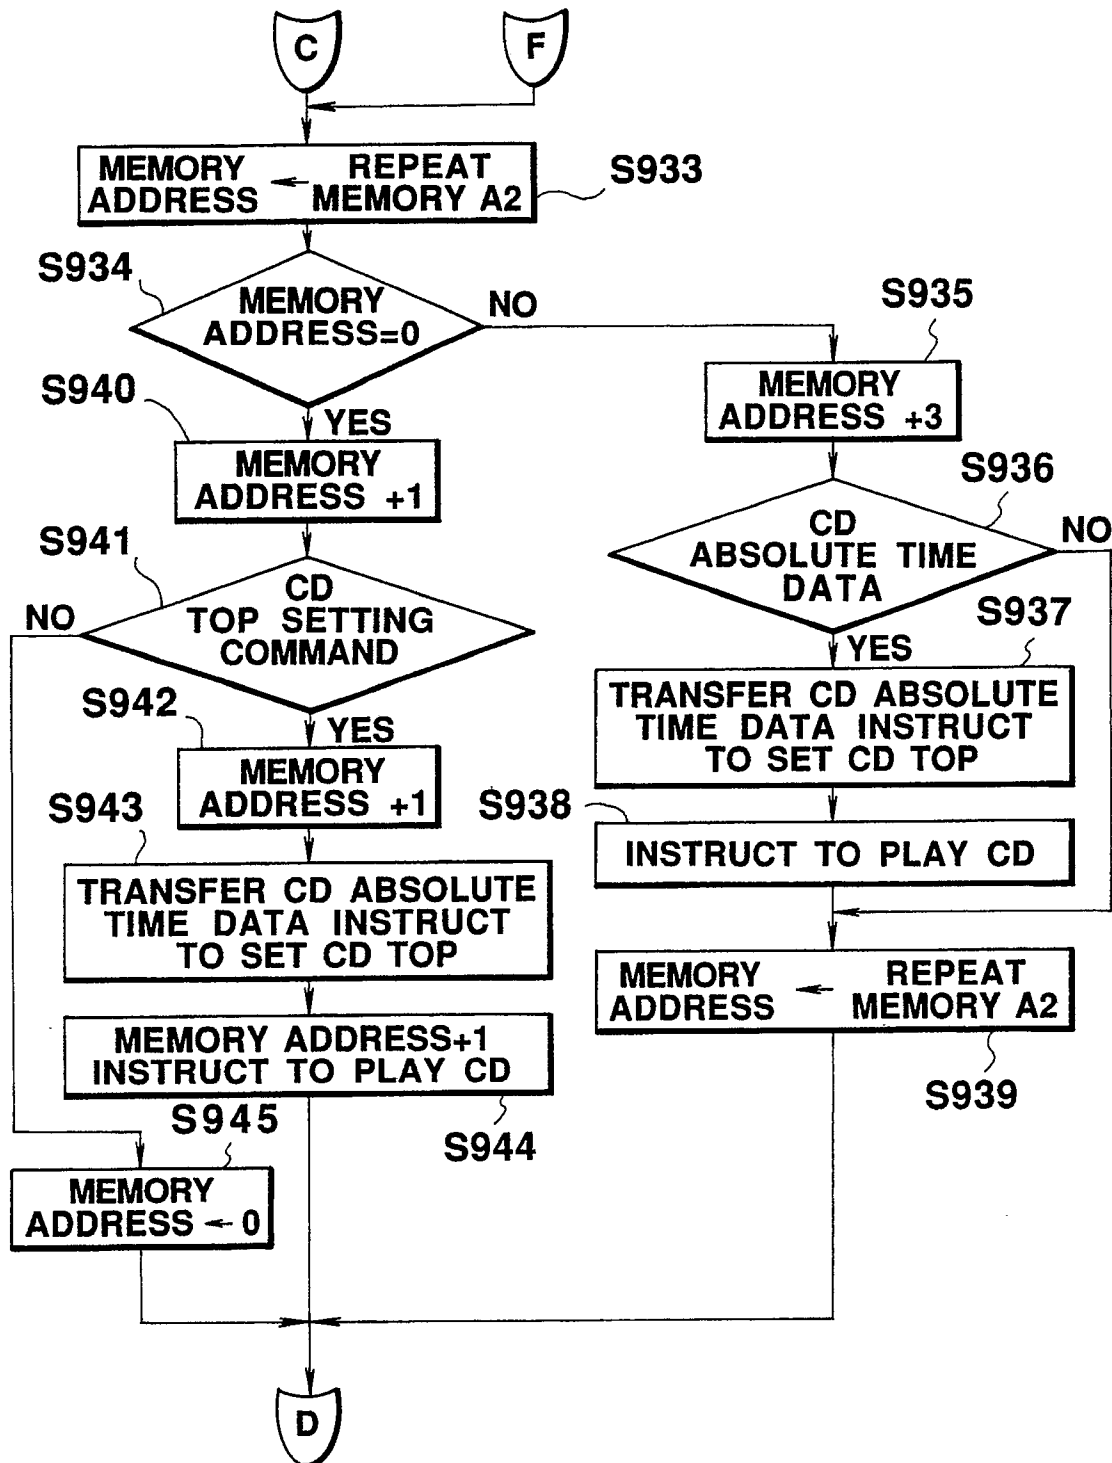 C
F
MEMORY ADDRESS ← REPEAT MEMORY A2
S933
S934
MEMORY
ADDRESS=0
NO
YES
S935
MEMORY
ADDRESS +3
S940
MEMORY
ADDRESS +1
S936
CD
ABSOLUTE TIME
DATA
NO
YES
S941
CD
TOP SETTING
COMMAND
NO
YES
S937
TRANSFER CD ABSOLUTE
TIME DATA INSTRUCT
TO SET CD TOP
S942
MEMORY
ADDRESS +1
S938
INSTRUCT TO PLAY CD
S943
TRANSFER CD ABSOLUTE
TIME DATA INSTRUCT
TO SET CD TOP
MEMORY ADDRESS ← REPEAT MEMORY A2
S939
MEMORY ADDRESS+1
INSTRUCT TO PLAY CD
S944
S945
MEMORY
ADDRESS ← 0
D